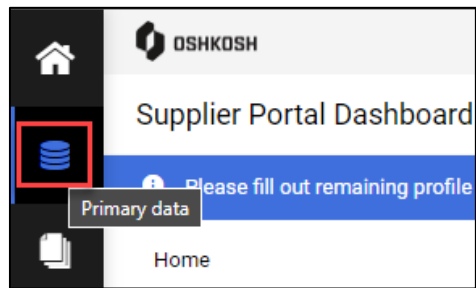 OSHKOSH
Supplier Portal Dashboard
Please fill out remaining profile
Primary data
Home